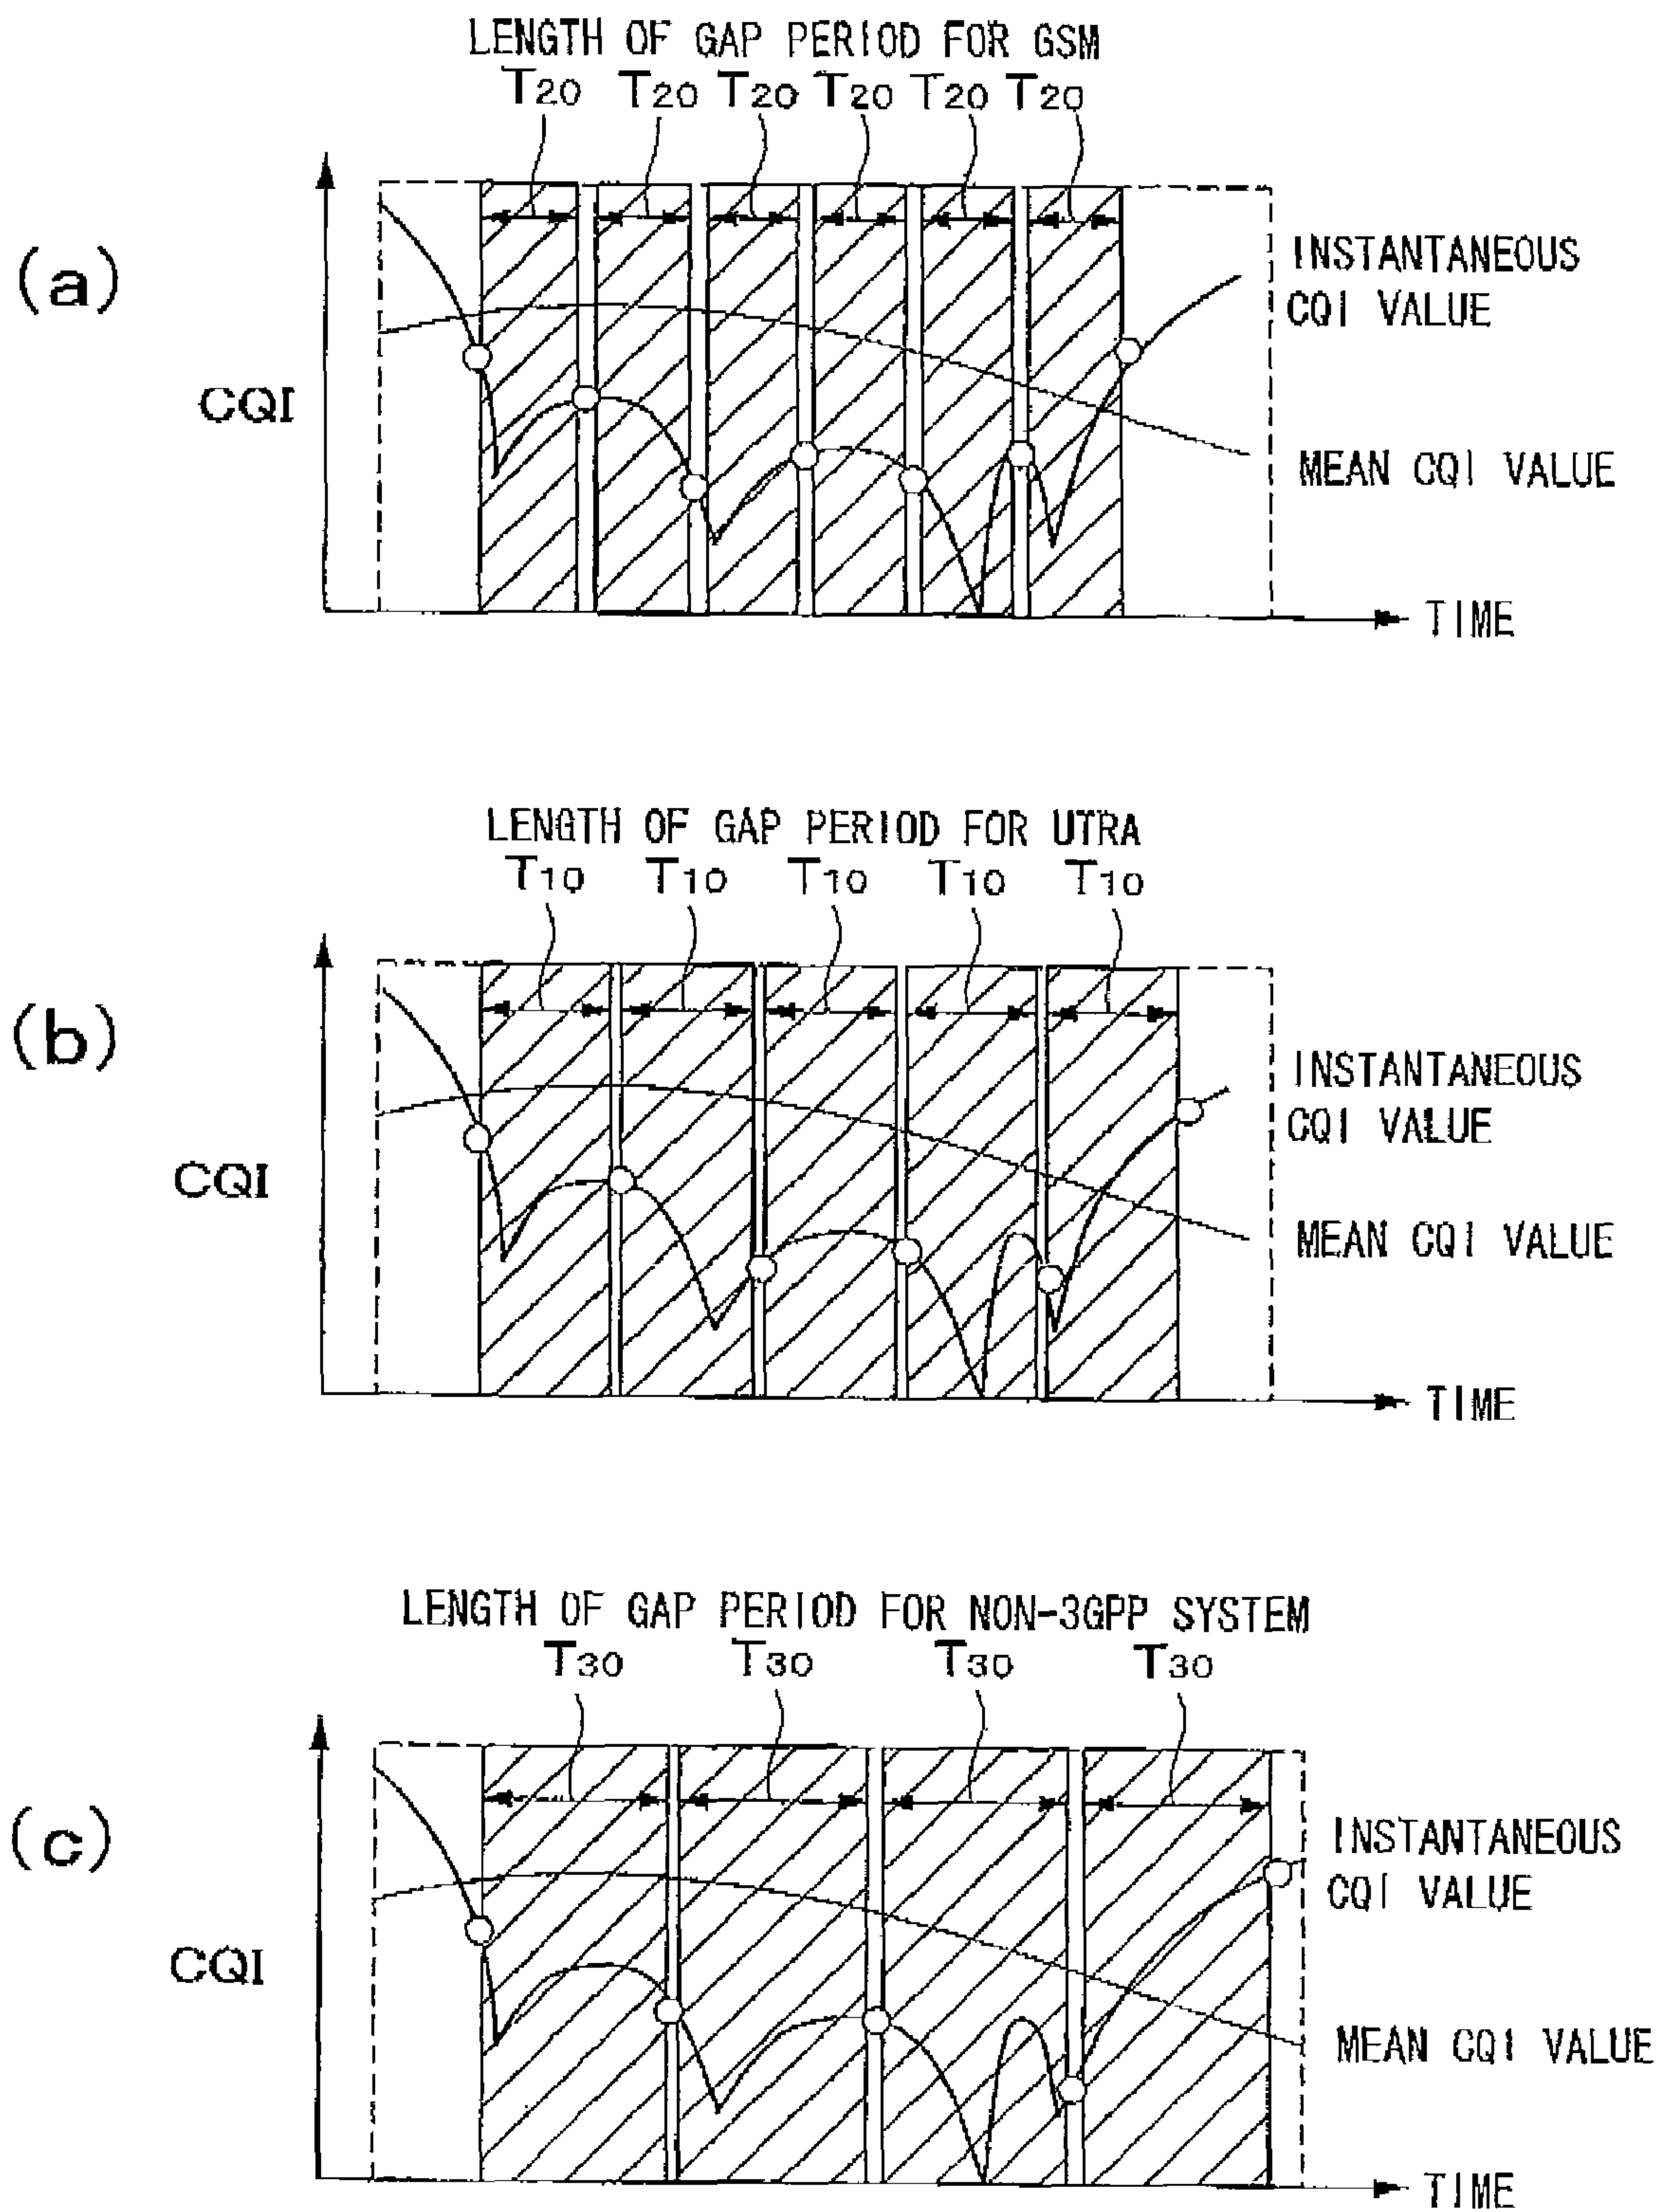 LENGTH OF GAP PERIOD FOR GSM
T20 T20 T20 T20 T20 T20
(a)
INSTANTANEOUS
CQI VALUE
CQI
MEAN CQI VALUE
TIME
LENGTH OF GAP PERIOD FOR UTRA
T10 T10 T10 T10 T10
(b)
INSTANTANEOUS
CQI VALUE
CQI
MEAN CQI VALUE
TIME
LENGTH OF GAP PERIOD FOR NON-3GPP SYSTEM
T30 T30 T30 T30
(c)
INSTANTANEOUS
CQI VALUE
CQI
MEAN CQI VALUE
TIME